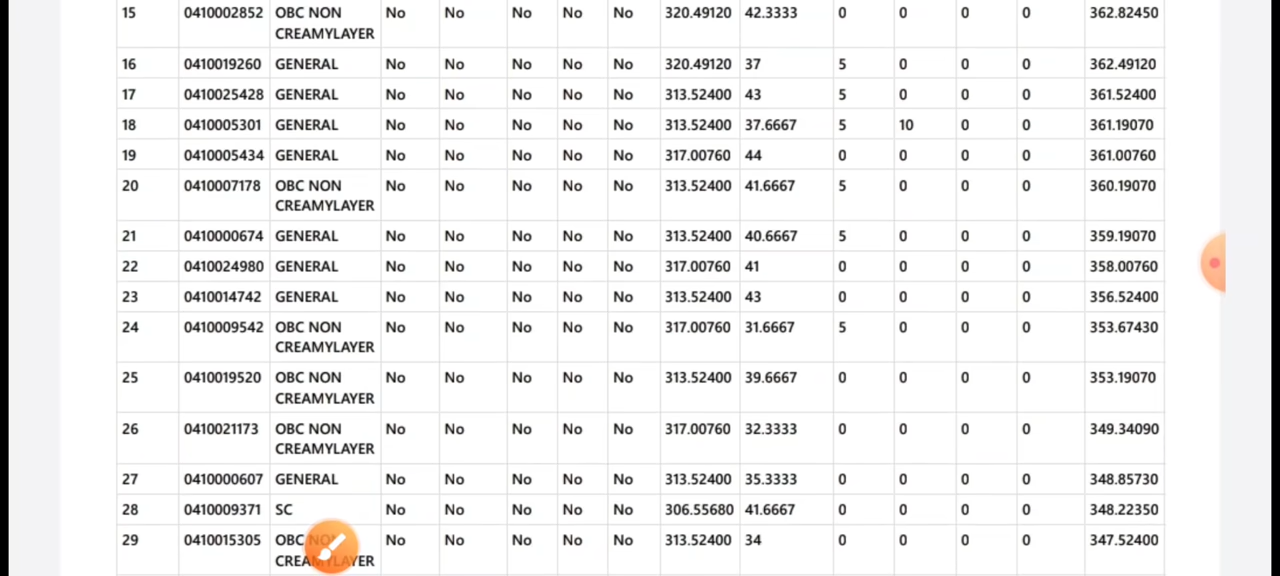 15 0410002852 OBC NON No No No No No 320.49120 42.3333 0 0 0 0 362.82450
CREAMYLAYER
16 0410019260 GENERAL No No No No No 320.49120 37 5 0 0 0 362.49120
17 0410025428 GENERAL No No No No No 313.52400 43 5 0 0 0 361.52400
18 0410005301 GENERAL No No No No No 313.52400 37.6667 5 10 0 0 361.19070
19 0410005434 GENERAL No No No No No 317.00760 44 0 0 0 0 361.00760
20 0410007178 OBC NON No No No No No 313.52400 41.6667 5 0 0 0 360.19070
CREAMYLAYER
21 0410000674 GENERAL No No No No No 313.52400 40.6667 5 0 0 0 359.19070
22 0410024980 GENERAL No No No No No 317.00760 41 0 0 0 0 358.00760
23 0410014742 GENERAL No No No No No 313.52400 43 0 0 0 0 356.52400
24 0410009542 OBC NON No No No No No 317.00760 31.6667 5 0 0 0 353.67430
CREAMYLAYER
25 0410019520 OBC NON No No No No No 313.52400 39.6667 0 0 0 0 353.19070
CREAMYLAYER
26 0410021173 OBC NON No No No No No 317.00760 32.3333 0 0 0 0 349.34090
CREAMYLAYER
27 0410000607 GENERAL No No No No No 313.52400 35.3333 0 0 0 0 348.85730
28 0410009371 SC No No No No No 306.55680 41.6667 0 0 0 0 348.22350
29 0410015305 OBC NON No No No No No 313.52400 34 0 0 0 0 347.52400
CREAMYLAYER